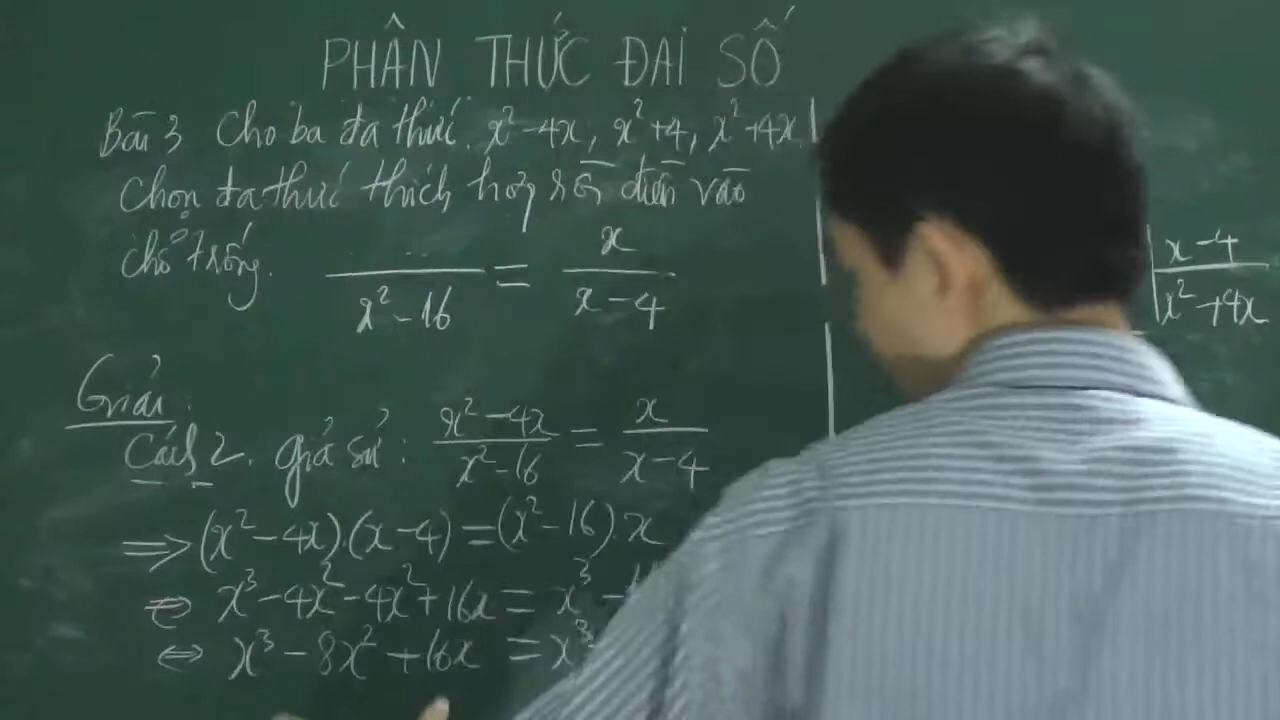 PHÂN THỨC ĐẠI SỐ
Bài 3 Cho ba đa thức. x² - 4x, x² + 4, x² + 4x.
Chọn đa thức thích hợp rồi điền vào
chỗ trống. .../(x² - 16) = x/(x - 4)
(x - 4)/(x² + 4x)
Giải:
Cách 2. giả sử: (x² - 4x)/(x² - 16) = x/(x - 4)
⇒ (x² - 4x).(x - 4) = (x² - 16).x
⇔ x³ - 4x² - 4x² + 16x = x³ -
⇔ x³ - 8x² + 16x = x³